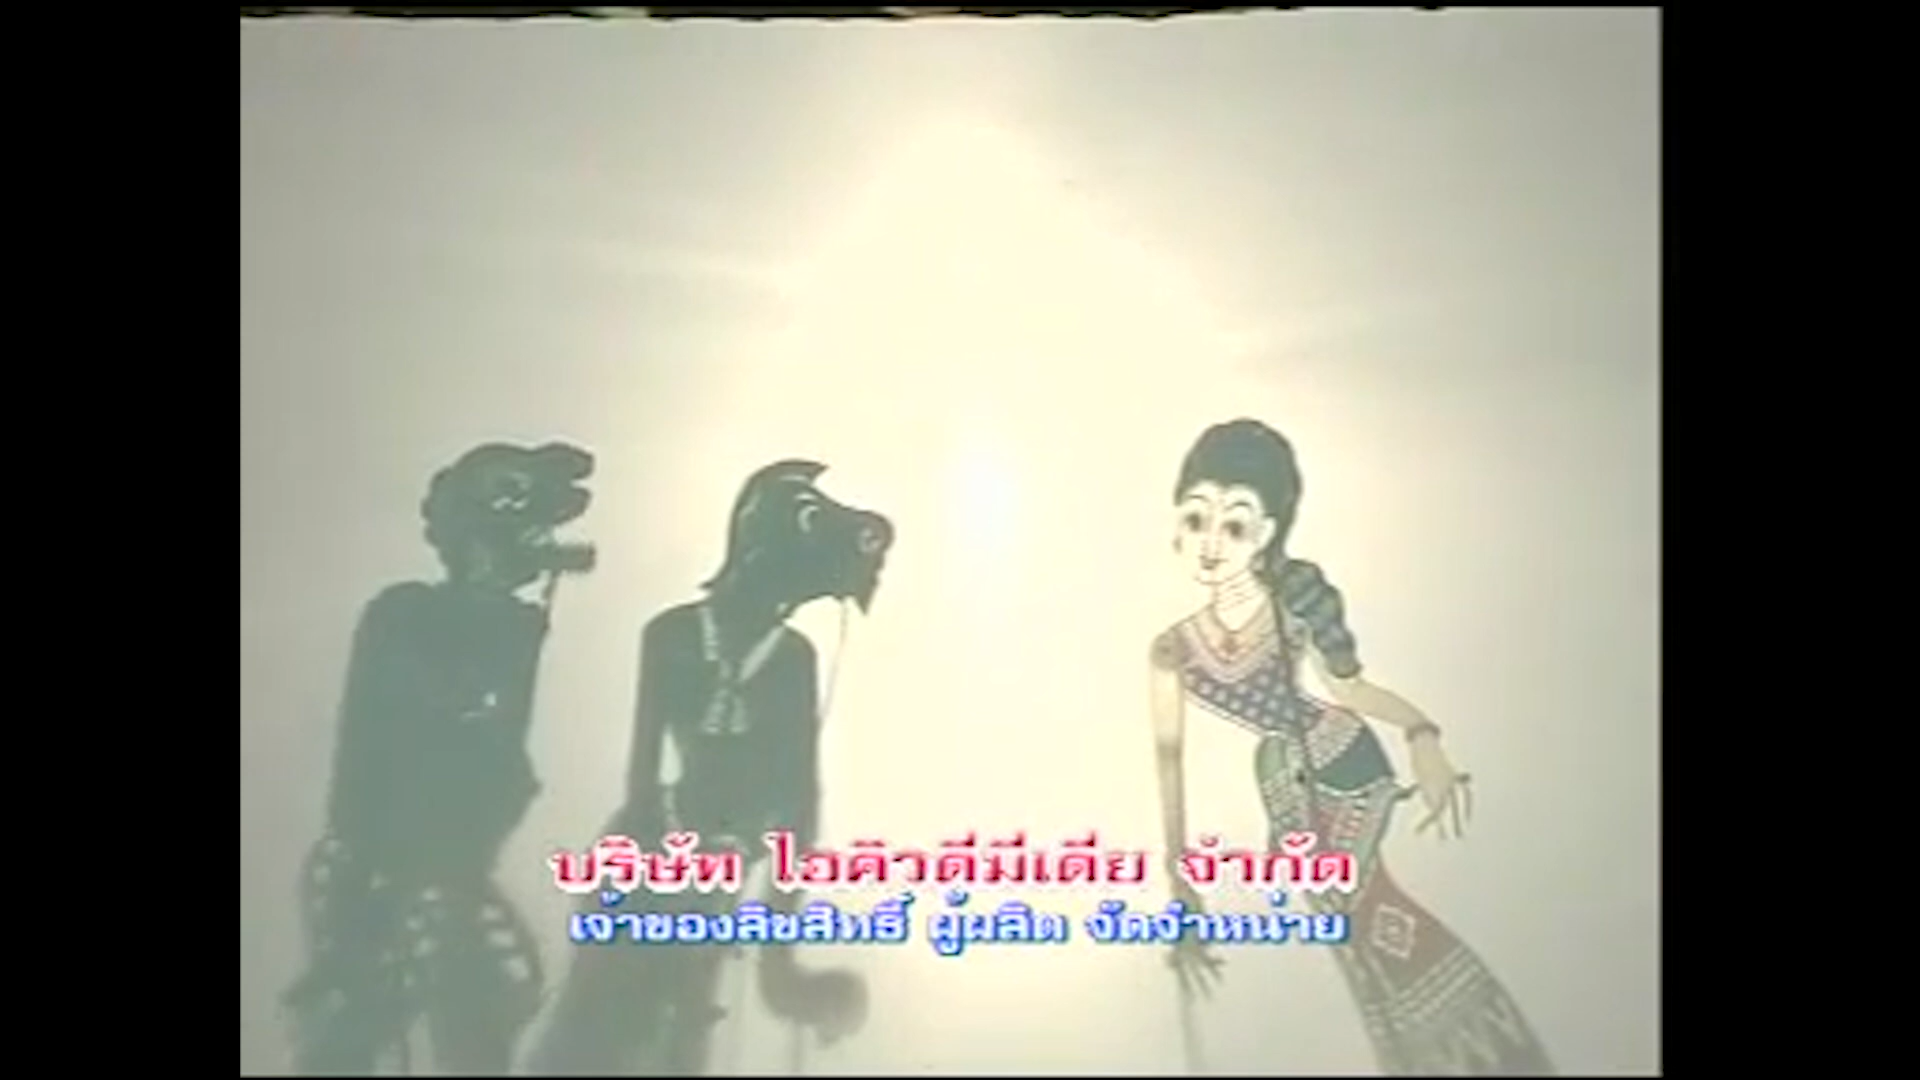 บริษัท ไอคิวดีมีเดีย จำกัด
เจ้าของลิขสิทธิ์ ผู้ผลิต จัดจำหน่าย